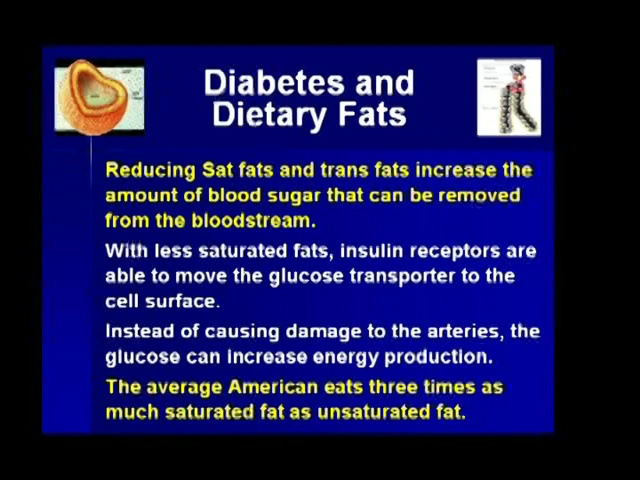 Diabetes and
Dietary Fats
Reducing Sat fats and trans fats increase the
amount of blood sugar that can be removed
from the bloodstream.
With less saturated fats, insulin receptors are
able to move the glucose transporter to the
cell surface.
Instead of causing damage to the arteries, the
glucose can increase energy production.
The average American eats three times as
much saturated fat as unsaturated fat.